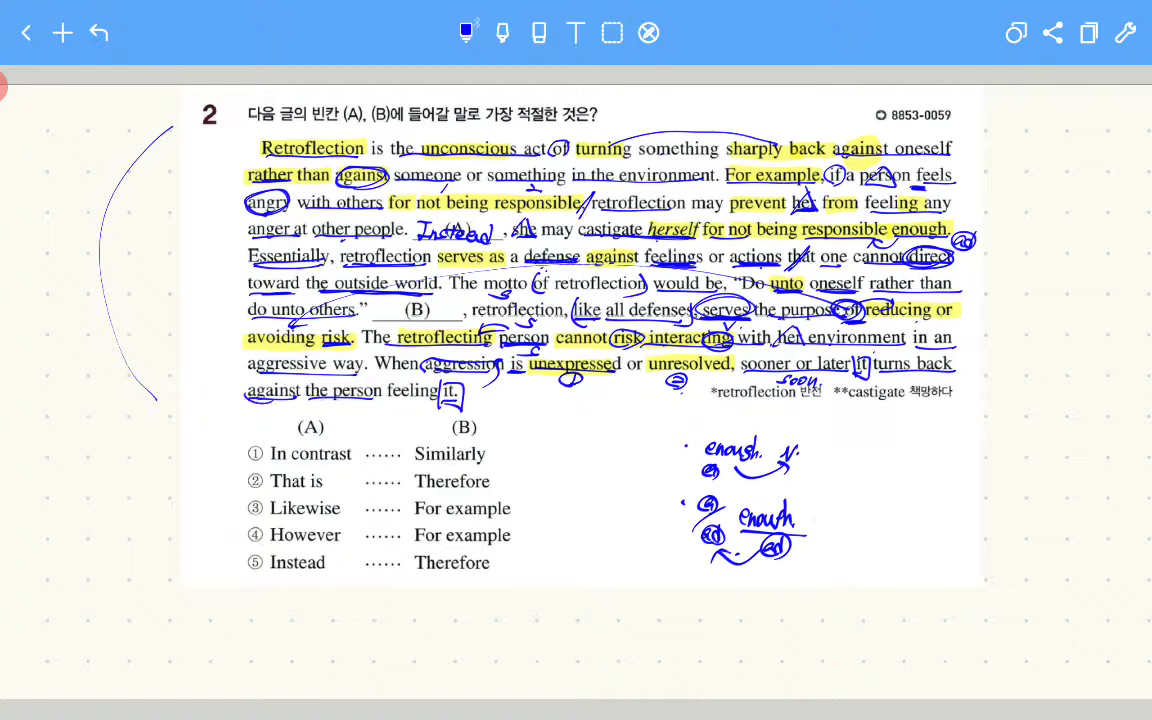 2 다음 글의 빈칸 (A), (B)에 들어갈 말로 가장 적절한 것은? 8853-0059
Retroflection is the unconscious act of turning something sharply back against oneself
rather than against someone or something in the environment. For example, if a person feels
angry with others for not being responsible, retroflection may prevent her from feeling any
anger at other people. Instead (A), she may castigate herself for not being responsible enough.
Essentially, retroflection serves as a defense against feelings or actions that one cannot direct
toward the outside world. The motto of retroflection would be, “Do unto oneself rather than
do unto others.” (B), retroflection, like all defenses, serves the purpose of reducing or
avoiding risk. The retroflecting person cannot risk interacting with her environment in an
aggressive way. When aggression is unexpressed or unresolved, sooner or later it turns back
soon.
against the person feeling it. *retroflection 반전 **castigate 책망하다
(A) (B)
① In contrast …… Similarly
② That is …… Therefore
③ Likewise …… For example
④ However …… For example
⑤ Instead …… Therefore
enough. N.
enough.